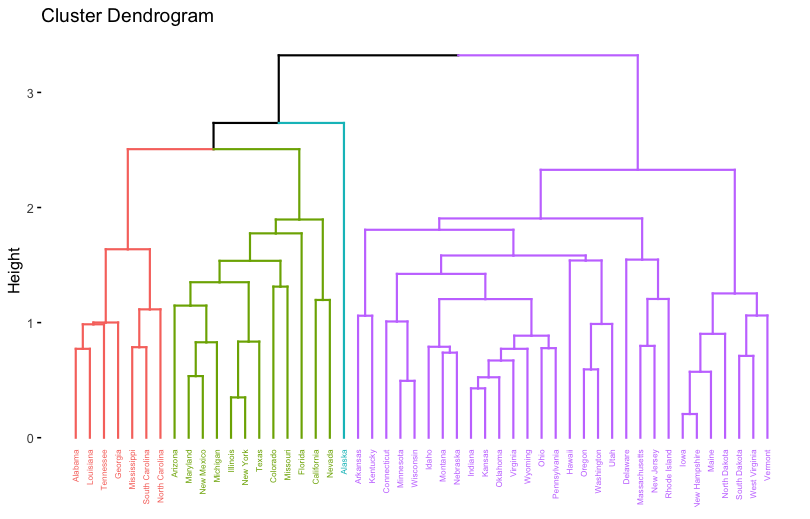 Cluster Dendrogram
Height
3
2
1
0
Alabama
Louisiana
Tennessee
Georgia
Mississippi
South Carolina
North Carolina
Arizona
Maryland
New Mexico
Michigan
Illinois
New York
Texas
Colorado
Missouri
Florida
California
Nevada
Alaska
Arkansas
Kentucky
Connecticut
Minnesota
Wisconsin
Idaho
Montana
Nebraska
Indiana
Kansas
Oklahoma
Virginia
Wyoming
Ohio
Pennsylvania
Hawaii
Oregon
Washington
Utah
Delaware
Massachusetts
New Jersey
Rhode Island
Iowa
New Hampshire
Maine
North Dakota
South Dakota
West Virginia
Vermont